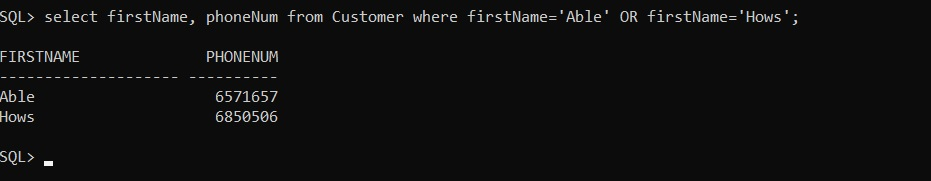 SQL> select firstName, phoneNum from Customer where firstName='Able' OR firstName='Hows';
FIRSTNAME PHONENUM
-------------------- ----------
Able 6571657
Hows 6850506
SQL>